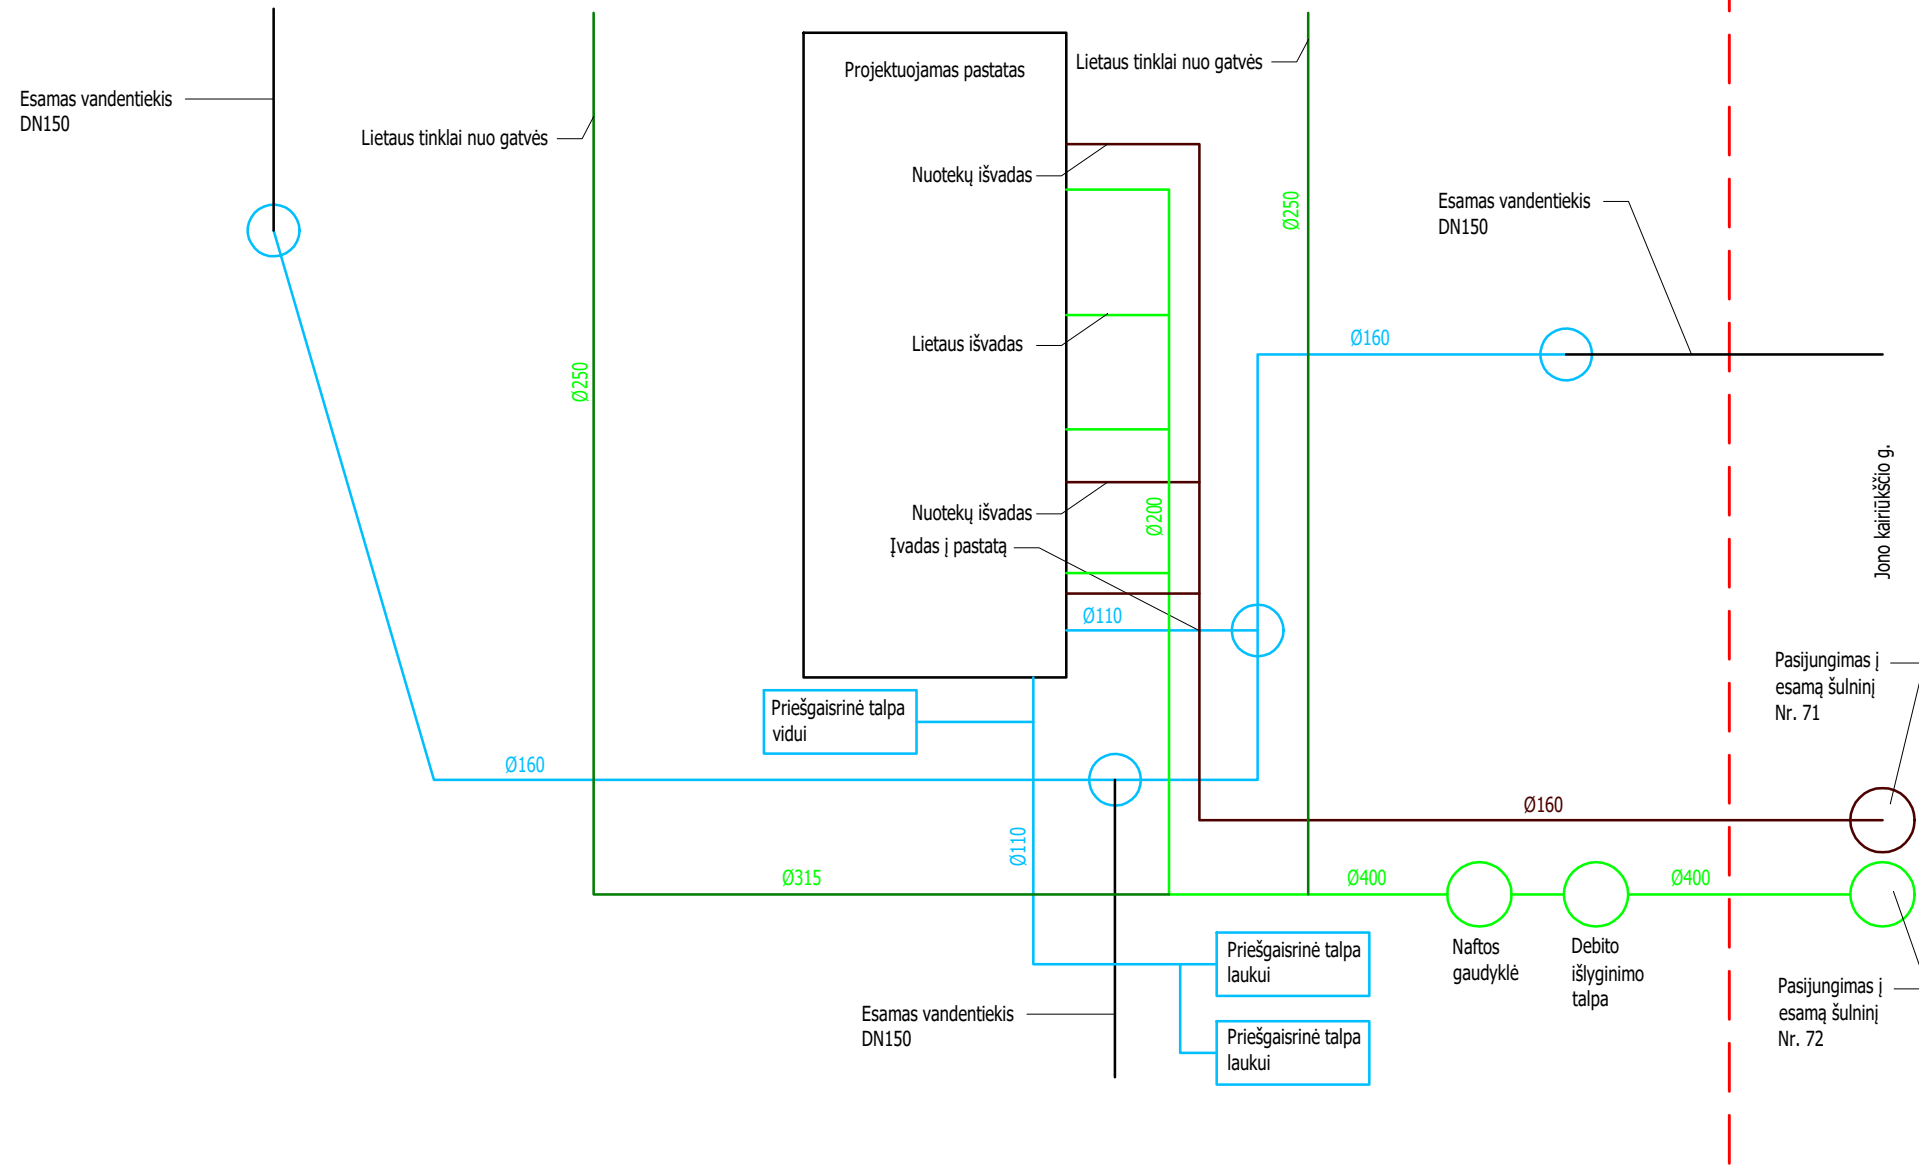 Projektuojamas pastatas
Lietaus tinklai nuo gatvės
Esamas vandentiekis
DN150
Lietaus tinklai nuo gatvės
Nuotekų išvadas
Ø250
Esamas vandentiekis
DN150
Lietaus išvadas
Ø160
Ø250
Nuotekų išvadas
Ø200
Įvadas į pastatą
Jono kairiūkščio g.
Ø110
Pasijungimas į
esamą šulninį
Nr. 71
Priešgaisrinė talpa
vidui
Ø160
Ø160
Ø110
Ø315
Ø400
Ø400
Naftos
gaudyklė
Debito
išlyginimo
talpa
Priešgaisrinė talpa
laukui
Pasijungimas į
esamą šulninį
Nr. 72
Esamas vandentiekis
DN150
Priešgaisrinė talpa
laukui